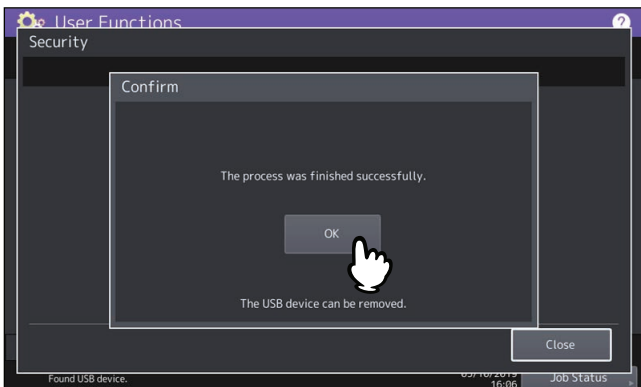 User Functions
?
Security
Confirm
The process was finished successfully.
OK
The USB device can be removed.
Close
Found USB device.
16:06
Job Status